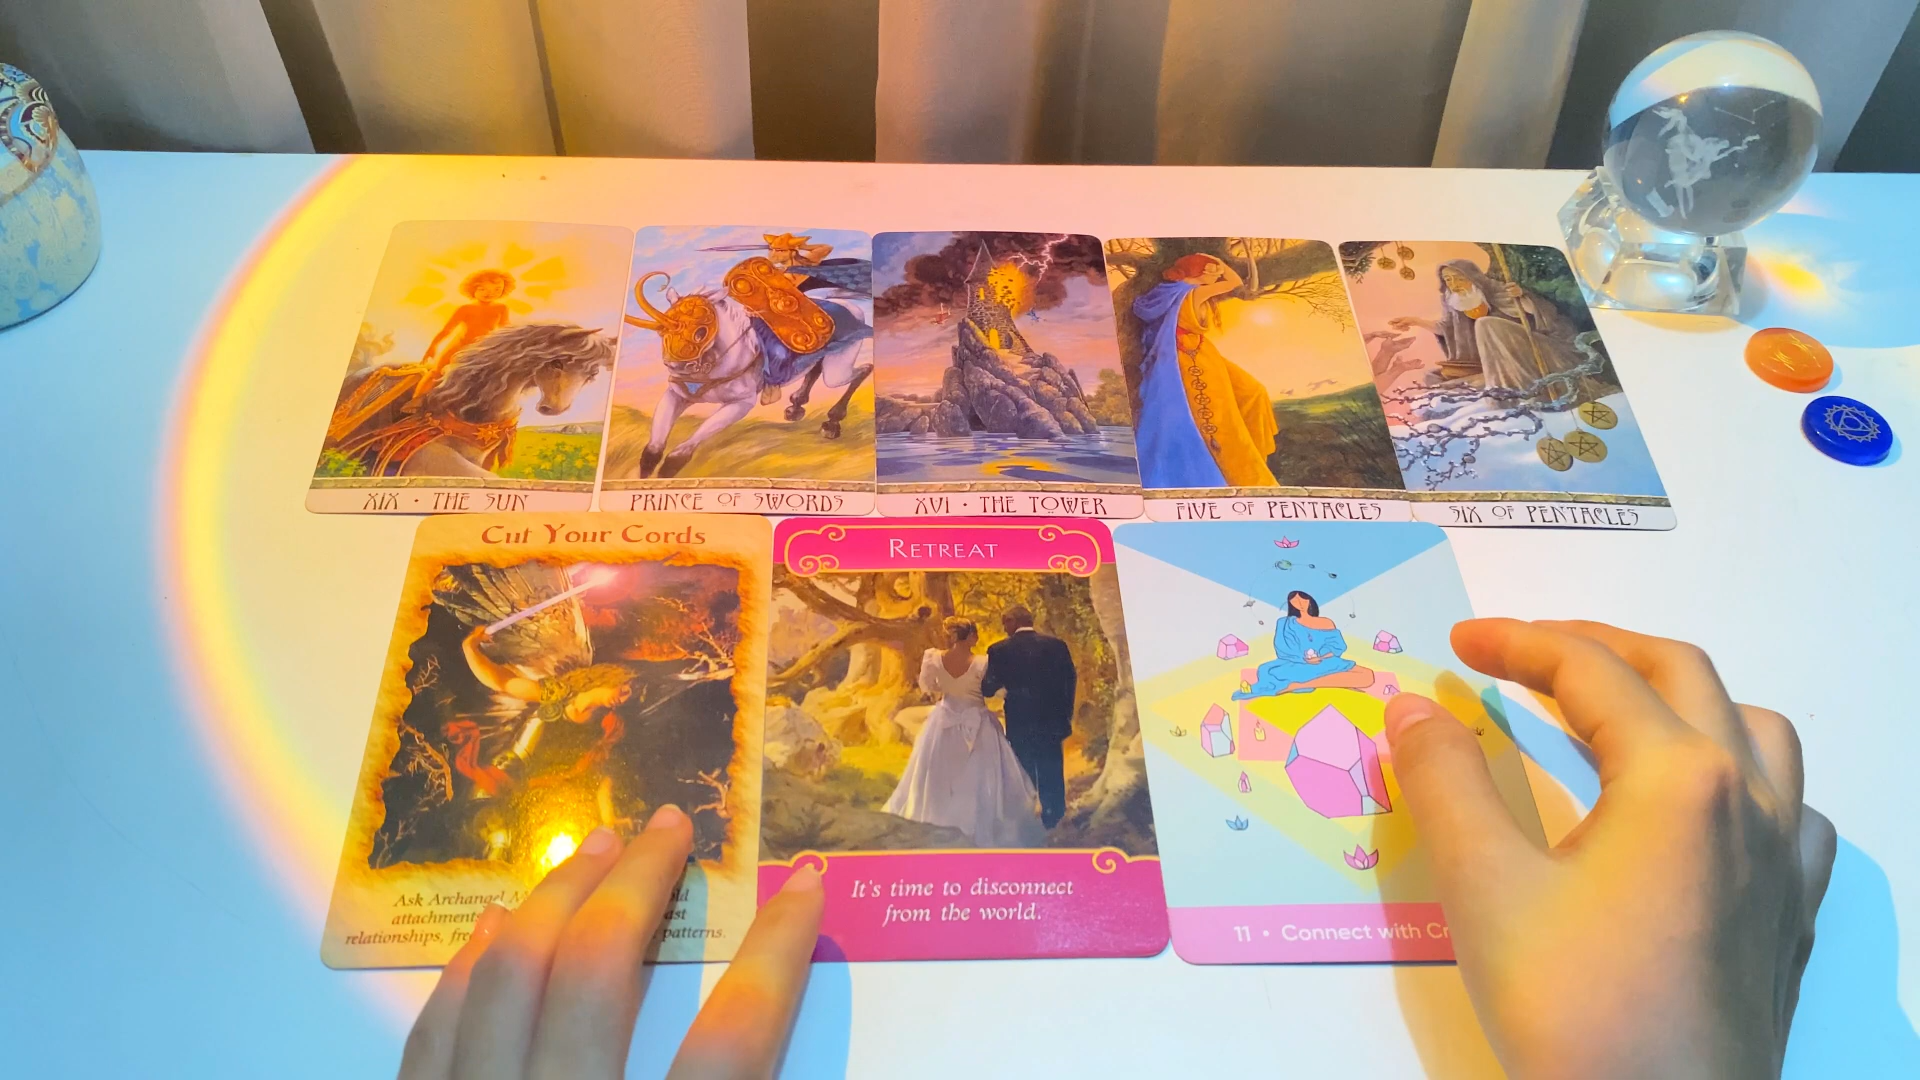 XIX · THE SUN
PRINCE OF SWORDS
XVI · THE TOWER
FIVE OF PENTACLES
SIX OF PENTACLES
Cut Your Cords
Ask Archangel
attachments
relationships, patterns.
RETREAT
It's time to disconnect
from the world.
11 • Connect with